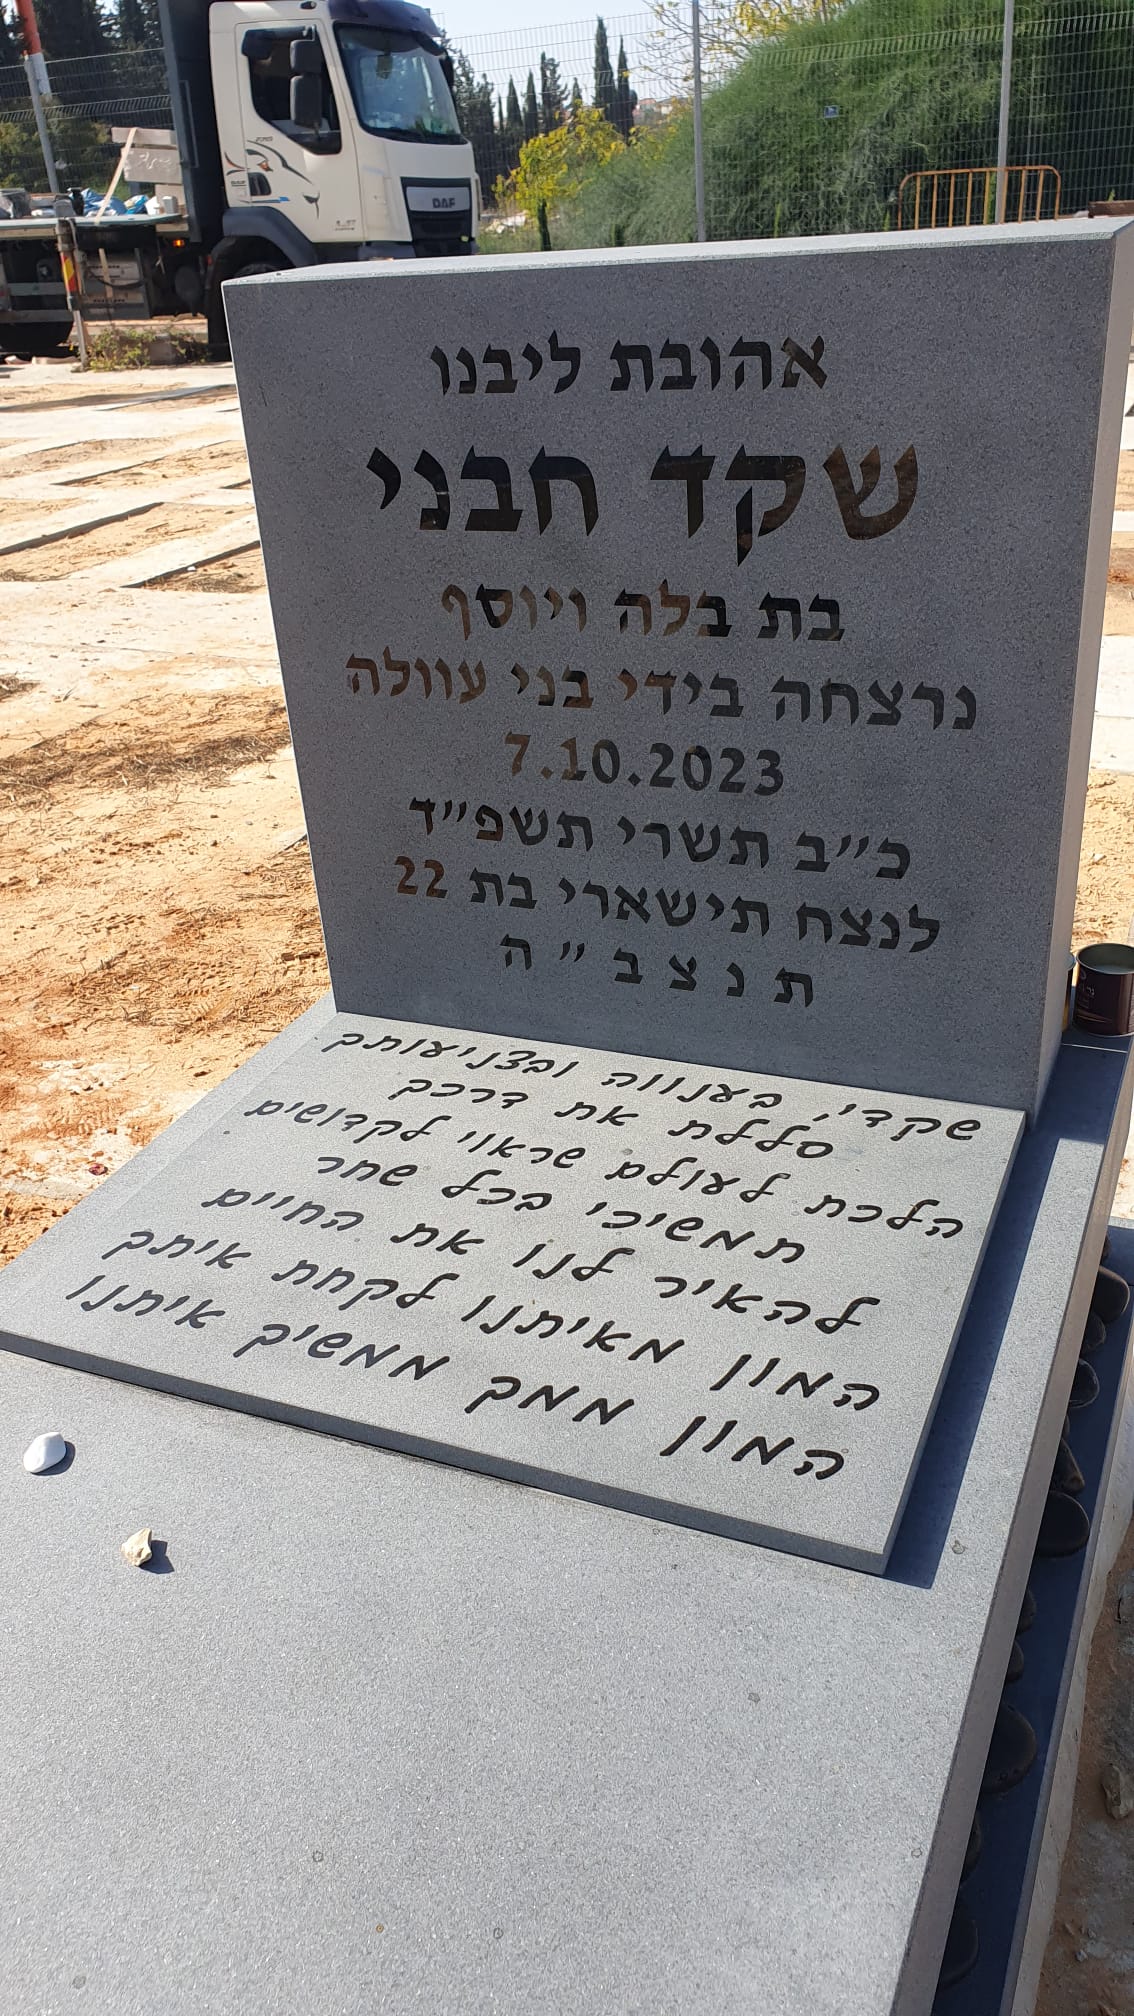 DAF
אהובת ליבנו
שקד חבני
בת בלה ויוסף
נרצחה בידי בני עוולה
7.10.2023
כ״ב תשרי תשפ״ד
לנצח תישארי בת 22
ת נ צ ב ״ ה
שקדי, בענווה ובצניעותך
סללת את דרכך
הלכת לעולם שראוי לקדושים
תמשיכי בכל שחר
להאיר לנו את החיים
המון מאיתנו לקחת איתך
המון ממך ממשיך איתנו